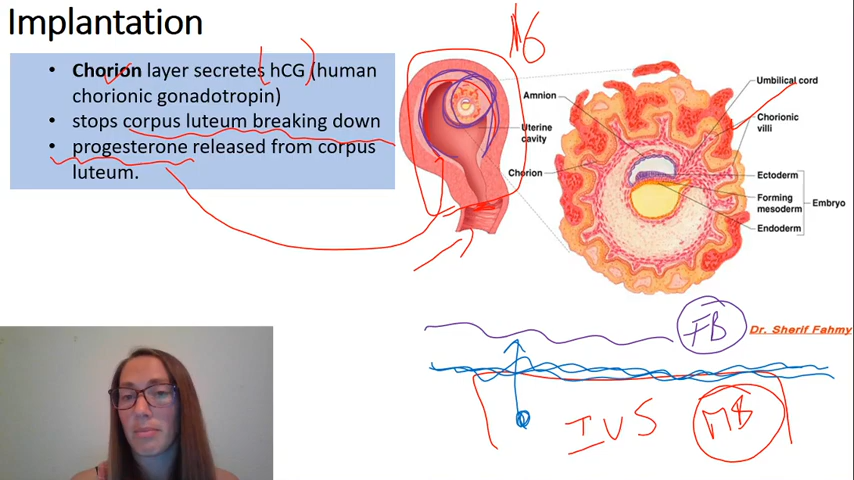 Implantation
• Chorion layer secretes hCG (human
chorionic gonadotropin)
• stops corpus luteum breaking down
• progesterone released from corpus
luteum.
Amnion
Uterine
cavity
Chorion
Umbilical cord
Chorionic
villi
Ectoderm
Forming
mesoderm
Embryo
Endoderm
FB
Dr. Sherif Fahmy
IVS
MB